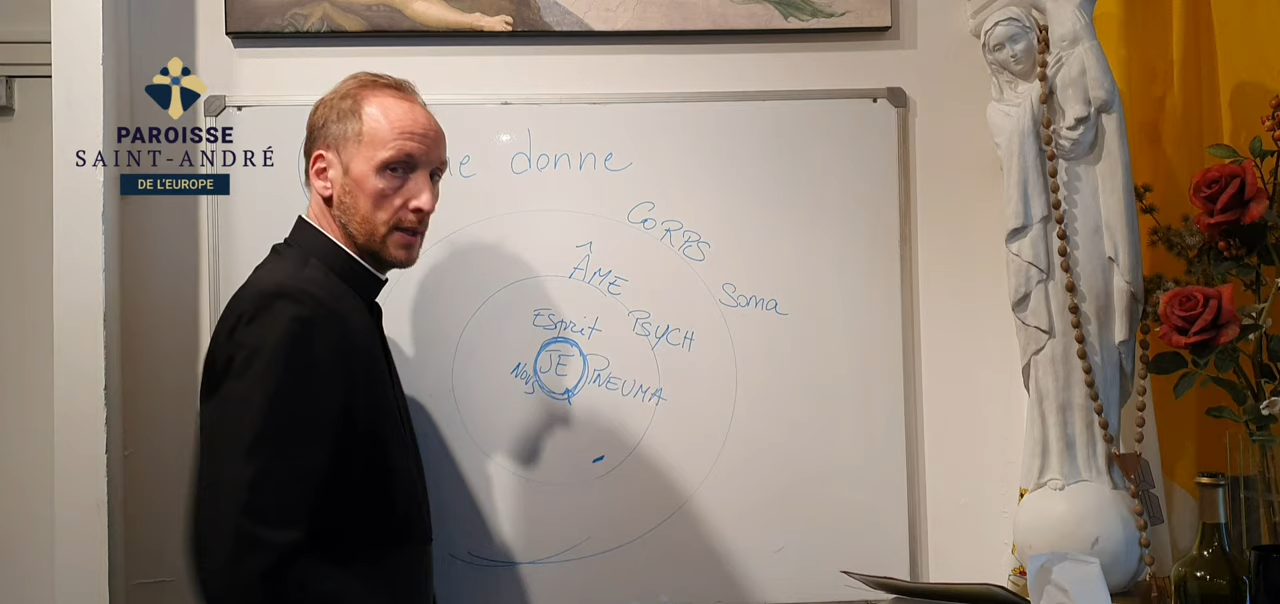 PAROISSE
SAINT-ANDRÉ
DE L'EUROPE
donne
CORPS
ÂME
Soma
Esprit
PSYCH
JE
NOUS
PNEUMA